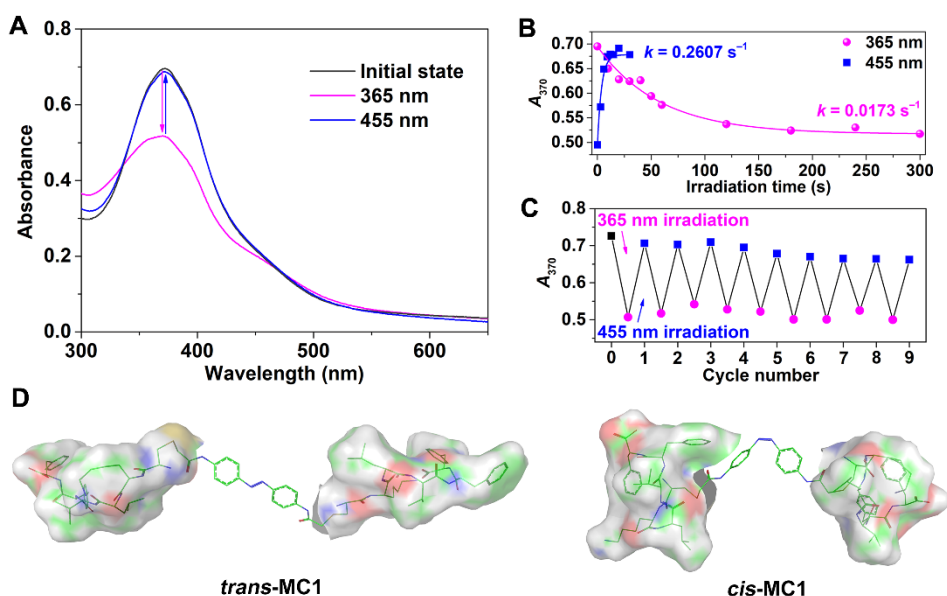 A
0.8
0.6
0.4
0.2
0.0
Absorbance
Initial state
365 nm
455 nm
300 400 500 600
Wavelength (nm)
B
0.70
0.65
0.60
0.55
0.50
A370
k = 0.2607 s−1
365 nm
455 nm
k = 0.0173 s−1
0 50 100 150 200 250 300
Irradiation time (s)
C
0.8
0.7
0.6
0.5
A370
365 nm irradiation
455 nm irradiation
0 1 2 3 4 5 6 7 8 9
Cycle number
D
trans-MC1
cis-MC1